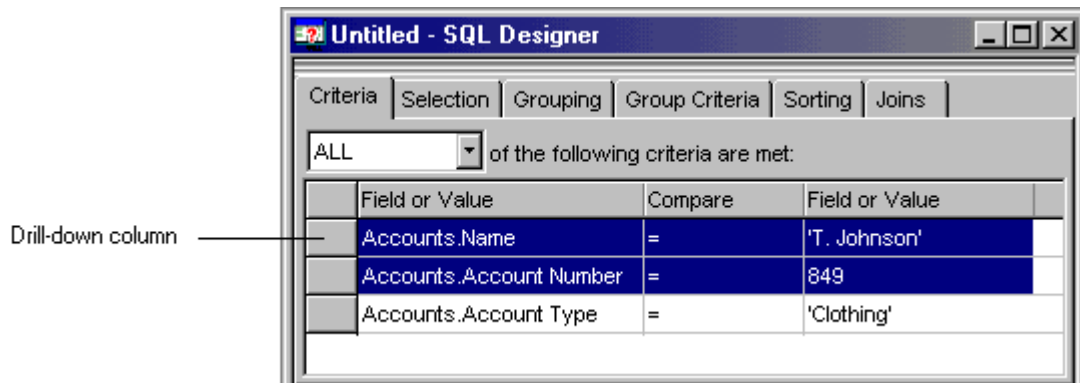 Untitled - SQL Designer
Criteria Selection Grouping Group Criteria Sorting Joins
ALL of the following criteria are met:
Field or Value Compare Field or Value
Drill-down column
Accounts.Name = 'T. Johnson'
Accounts.Account Number = 849
Accounts.Account Type = 'Clothing'